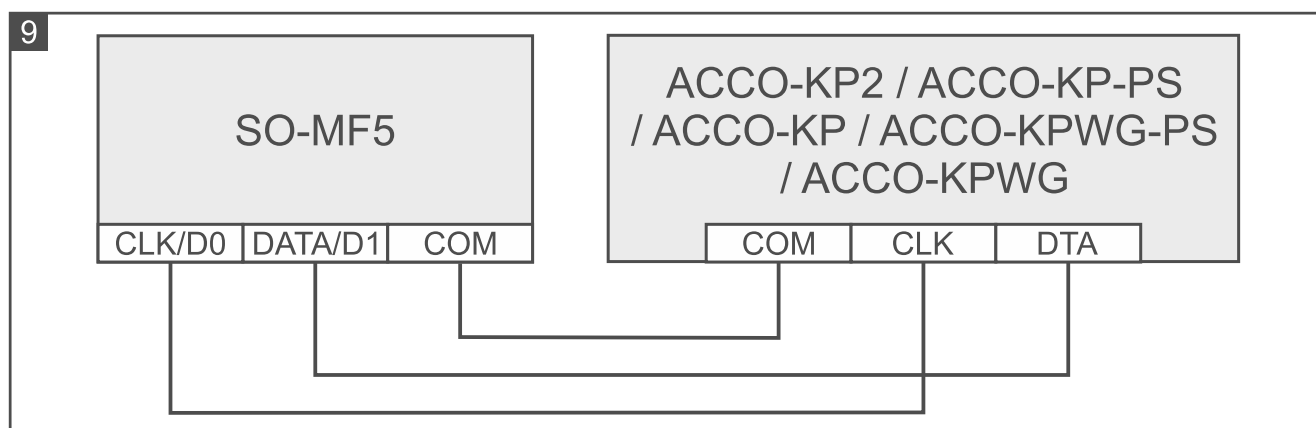 9
SO-MF5
ACCO-KP2 / ACCO-KP-PS
/ ACCO-KP / ACCO-KPWG-PS
/ ACCO-KPWG
CLK/D0 DATA/D1 COM
COM CLK DTA